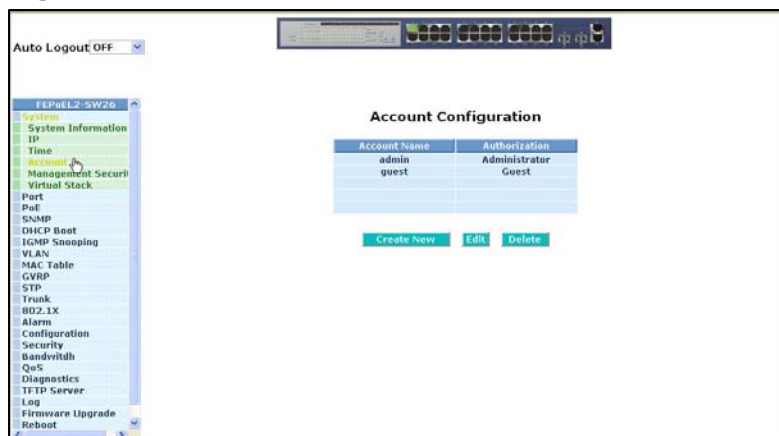 Auto Logout OFF
FEPoEL2-SW26
System
System Information
IP
Time
Account
Management Securit
Virtual Stack
Port
PoE
SNMP
DHCP Boot
IGMP Snooping
VLAN
MAC Table
GVRP
STP
Trunk
802.1X
Alarm
Configuration
Security
Bandwitdh
QoS
Diagnostics
TFTP Server
Log
Firmware Upgrade
Reboot
Account Configuration
Account Name Authorization
admin Administrator
guest Guest
Create New Edit Delete